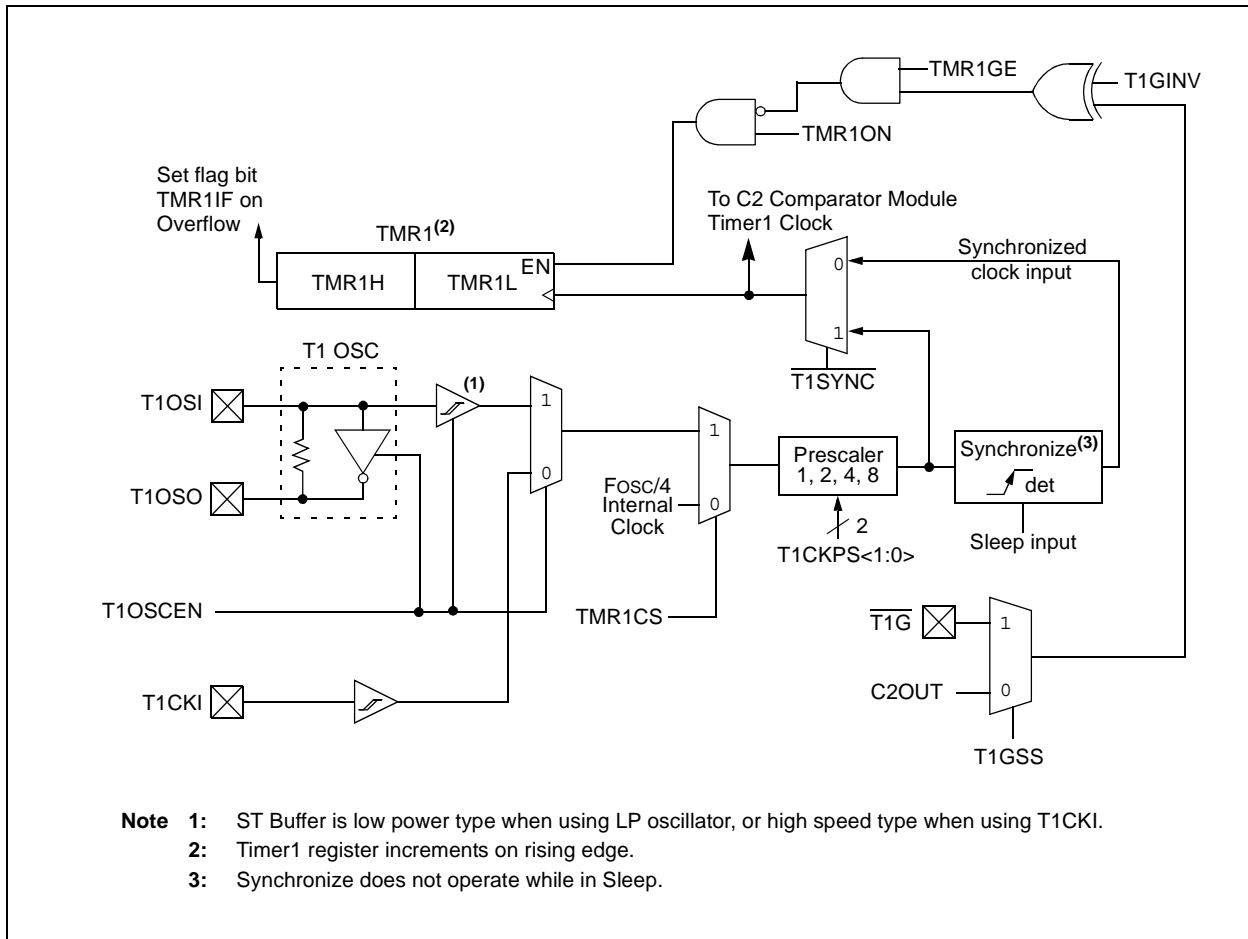 TMR1GE
T1GINV
TMR1ON
Set flag bit
TMR1IF on
Overflow
To C2 Comparator Module
Timer1 Clock
TMR1(2)
EN
TMR1H
TMR1L
0
Synchronized
clock input
1
T1SYNC
T1 OSC
(1)
T1OSI
1
T1OSO
0
1
FOSC/4
Internal
Clock
0
Prescaler
1, 2, 4, 8
Synchronize(3)
det
2
T1CKPS<1:0>
Sleep input
T1OSCEN
TMR1CS
T1G
1
T1CKI
C2OUT
0
T1GSS
Note 1: ST Buffer is low power type when using LP oscillator, or high speed type when using T1CKI.
2: Timer1 register increments on rising edge.
3: Synchronize does not operate while in Sleep.